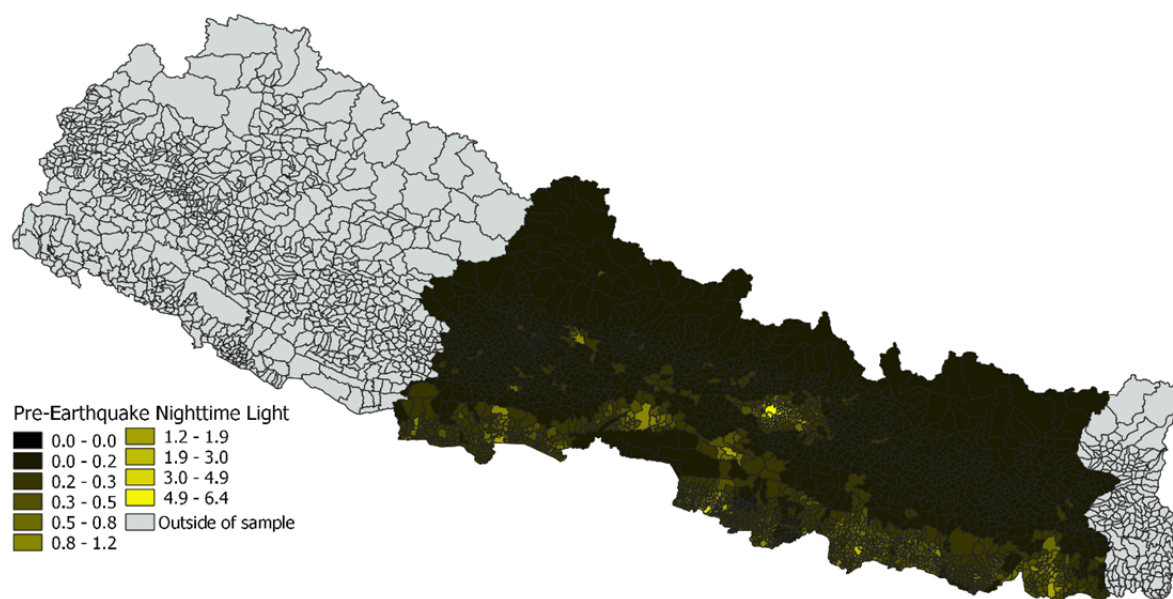 Pre-Earthquake Nighttime Light
0.0 - 0.0
0.0 - 0.2
0.2 - 0.3
0.3 - 0.5
0.5 - 0.8
0.8 - 1.2
1.2 - 1.9
1.9 - 3.0
3.0 - 4.9
4.9 - 6.4
Outside of sample